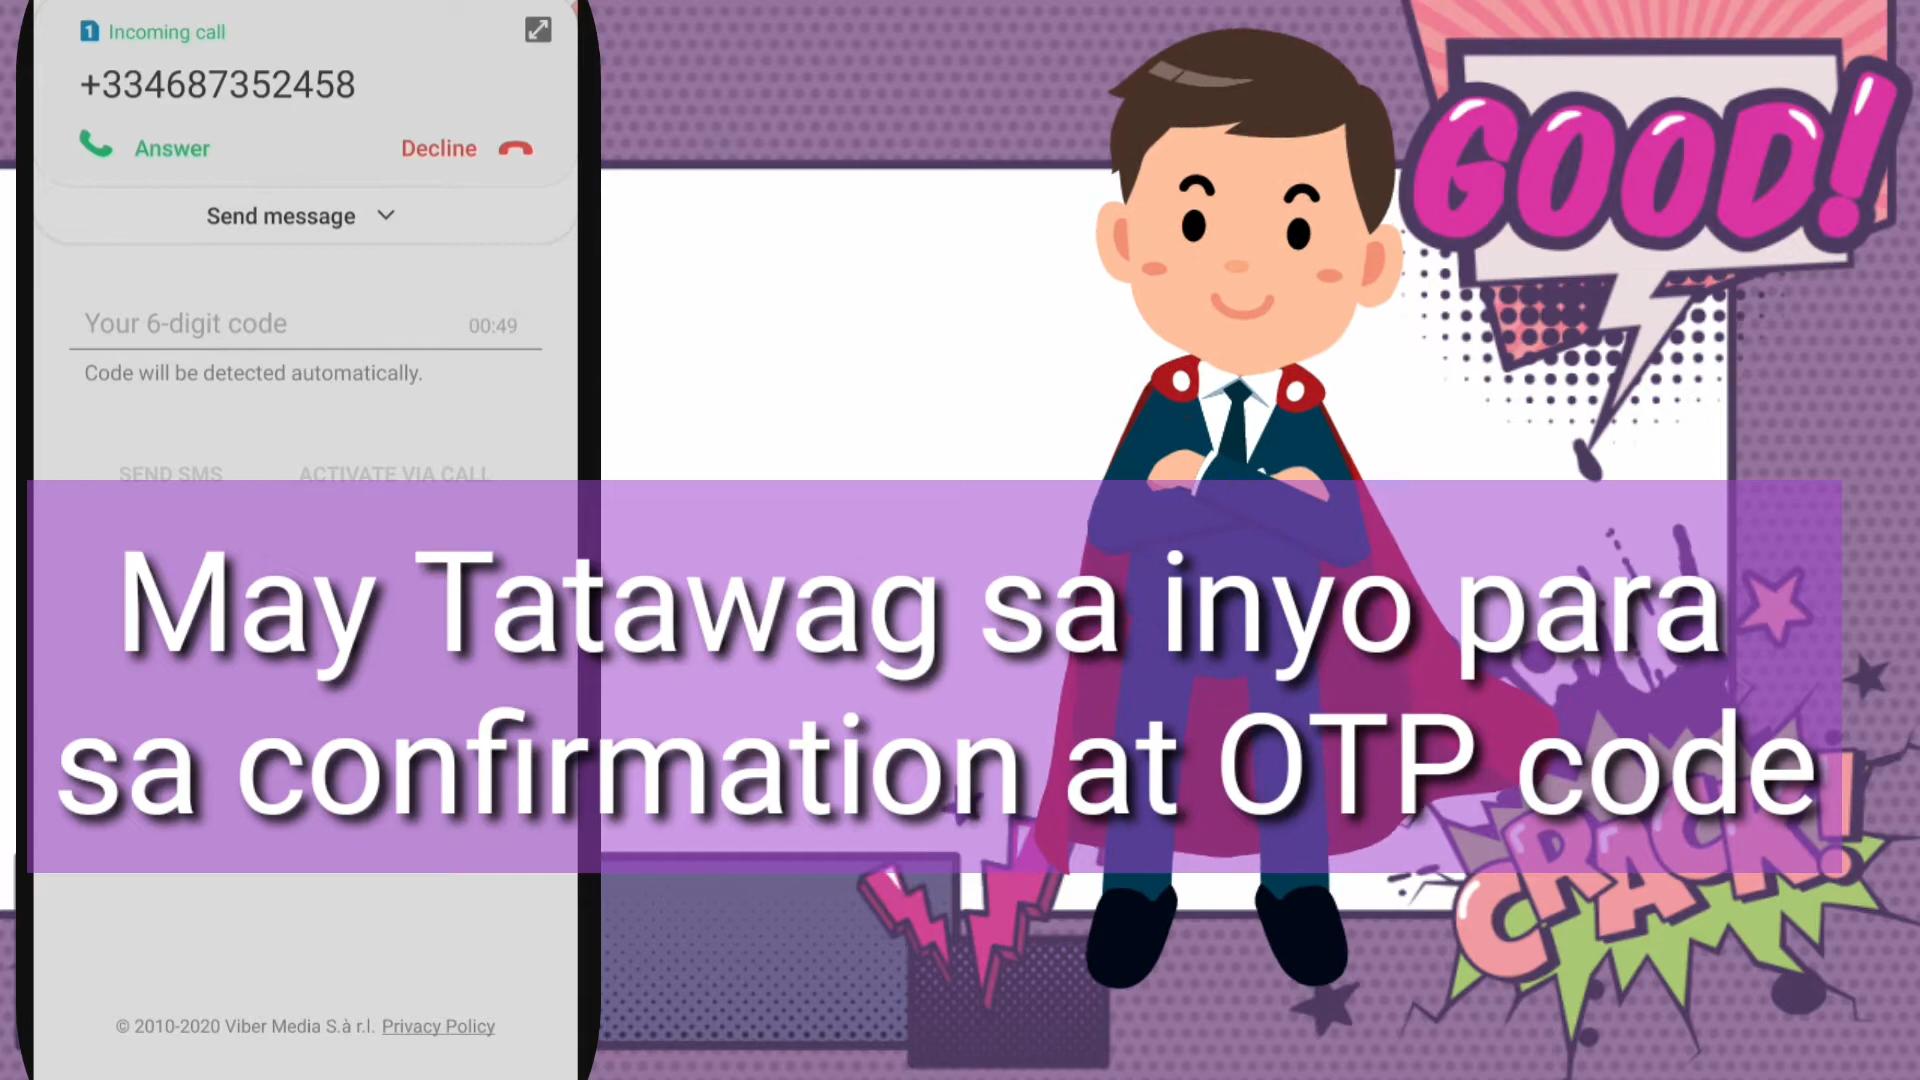 1 Incoming call
+334687352458
Answer
Decline
Send message
Your 6-digit code
00:49
Code will be detected automatically.
SEND SMS
ACTIVATE VIA CALL
May Tatawag sa inyo para
sa confirmation at OTP code
© 2010-2020 Viber Media S.à r.l. Privacy Policy
GOOD!
CRACK!